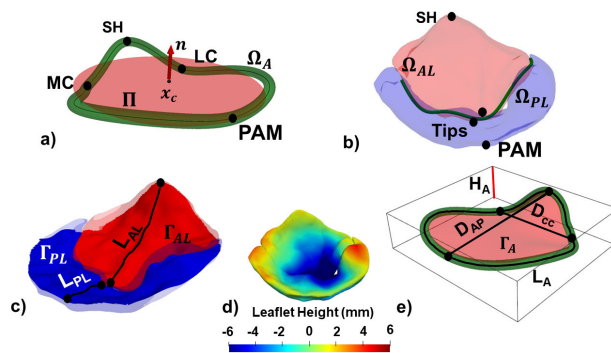 SH
n
LC
Ω_A
MC
x_c
Π
PAM
a)
SH
Ω_AL
Ω_PL
Tips
PAM
b)
Γ_PL
L_AL
Γ_AL
L_PL
c)
d)
Leaflet Height (mm)
-6 -4 -2 0 2 4 6
H_A
D_AP
D_cc
Γ_A
L_A
e)